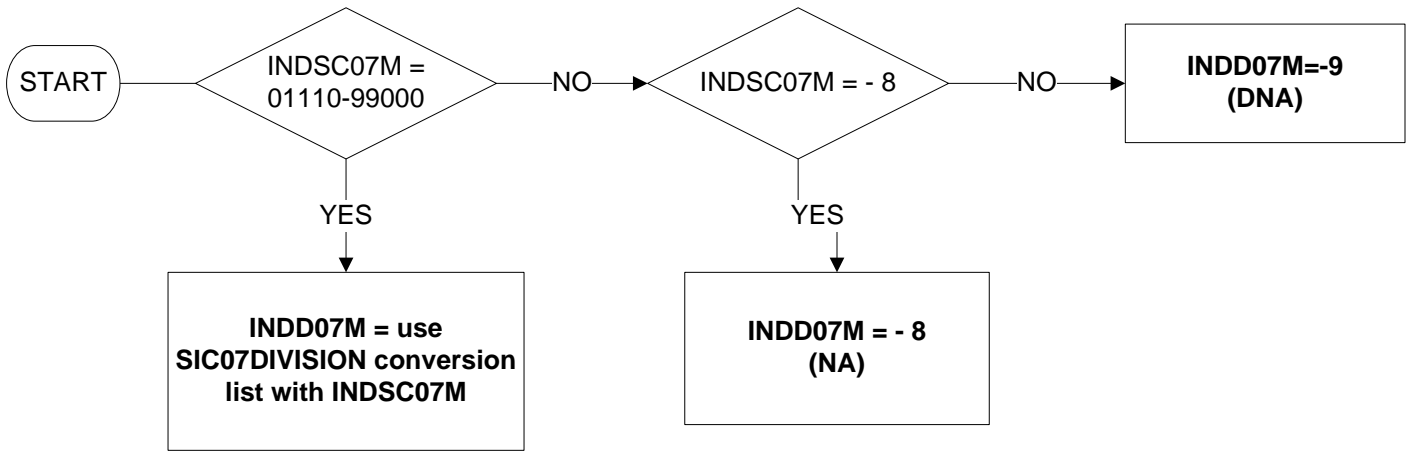 START
INDSC07M =
01110-99000
NO
INDSC07M = - 8
NO
INDD07M=-9
(DNA)
YES
YES
INDD07M = use
SIC07DIVISION conversion
list with INDSC07M
INDD07M = - 8
(NA)